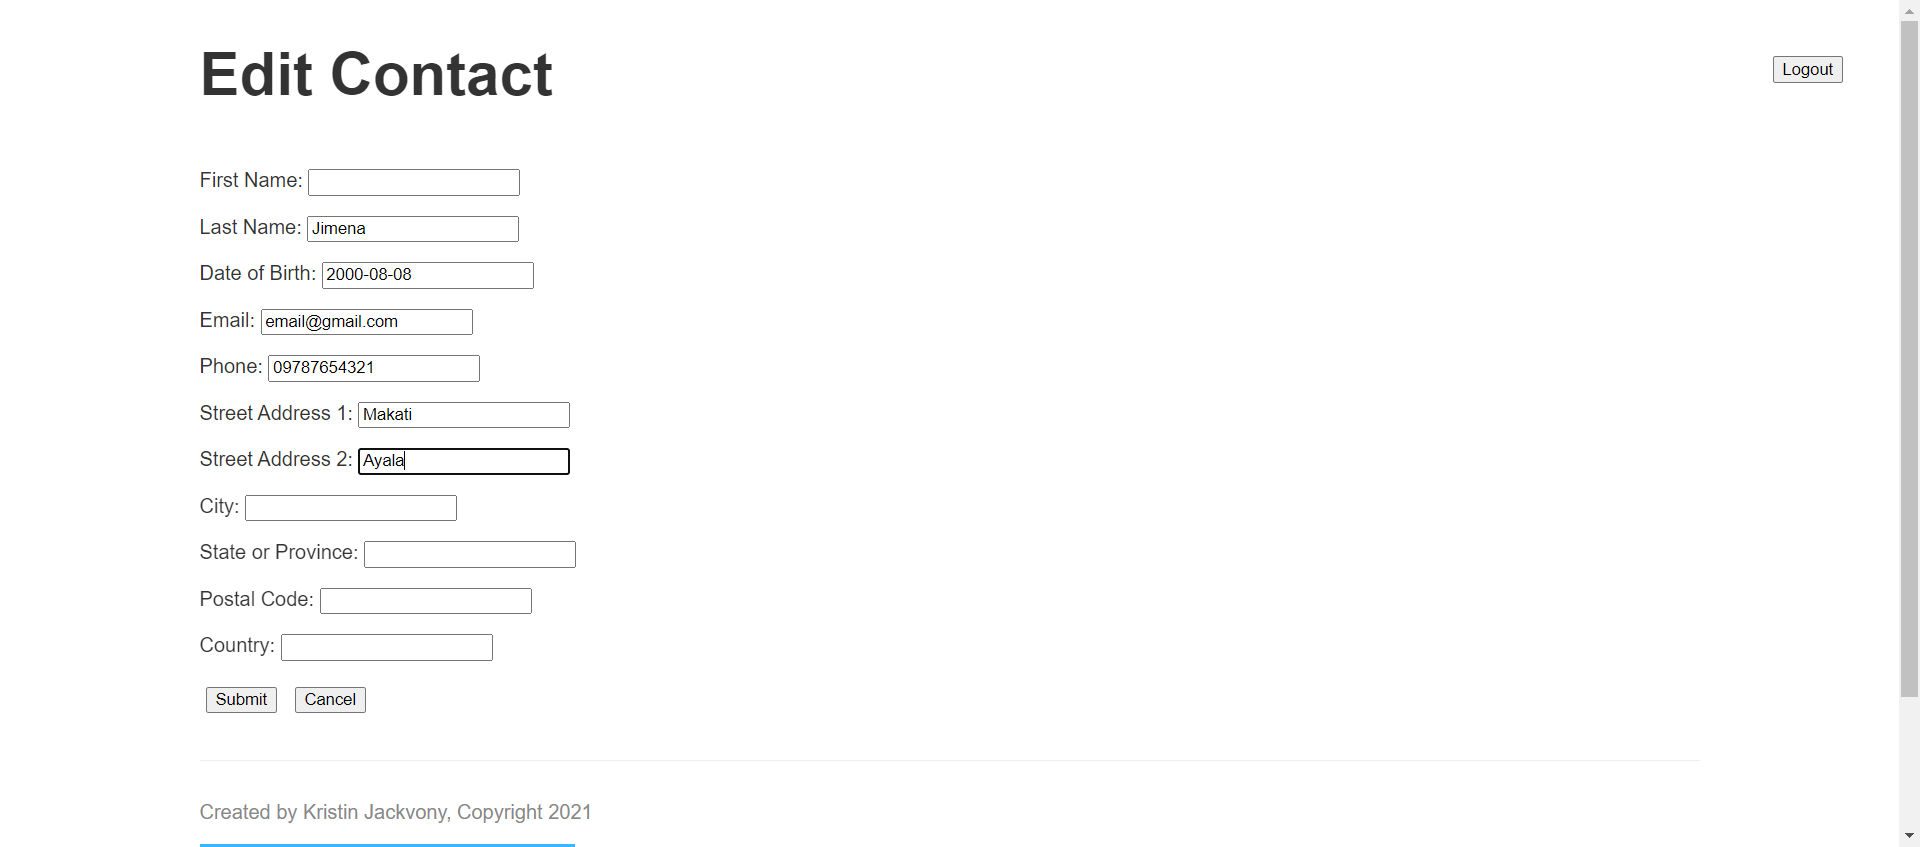 Edit Contact
Logout
First Name:
Last Name: Jimena
Date of Birth: 2000-08-08
Email: email@gmail.com
Phone: 09787654321
Street Address 1: Makati
Street Address 2: Ayala
City:
State or Province:
Postal Code:
Country:
Submit Cancel
Created by Kristin Jackvony, Copyright 2021